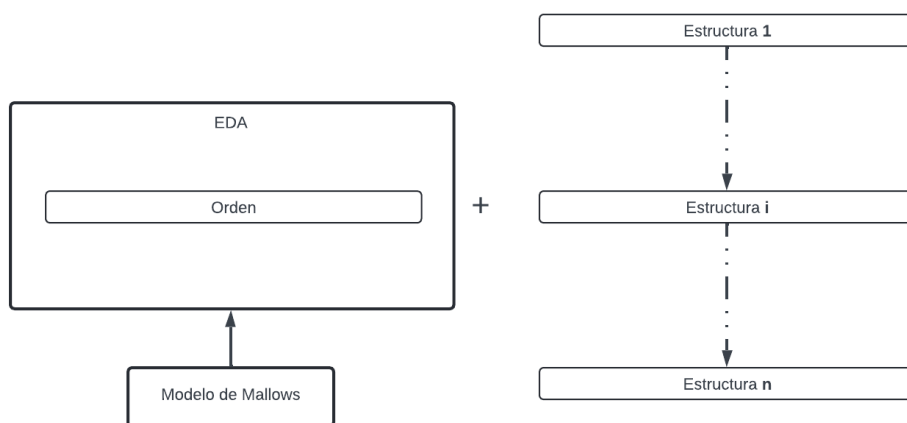 Estructura 1
EDA
Orden
+
Estructura i
Estructura n
Modelo de Mallows